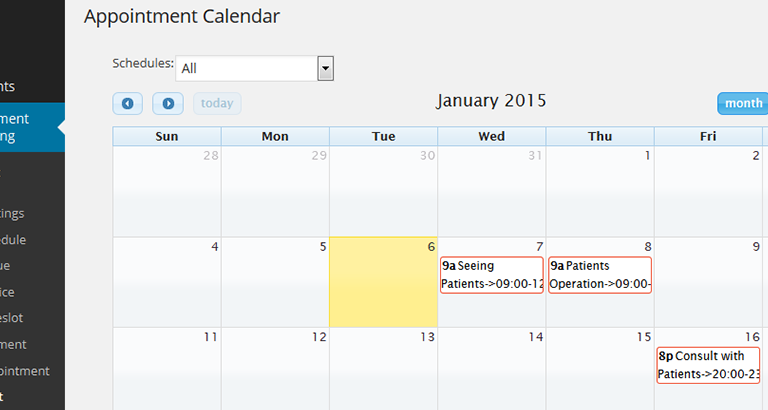 Appointment Calendar
Schedules: All
today
January 2015
month
nts
ment
ng
tings
edule
ue
ice
eslot
ment
ointment
t
Sun Mon Tue Wed Thu Fri
28 29 30 31 1 2
4 5 6 7 8 9
9a Seeing
Patients->09:00-12
9a Patients
Operation->09:00-
11 12 13 14 15 16
8p Consult with
Patients->20:00-23